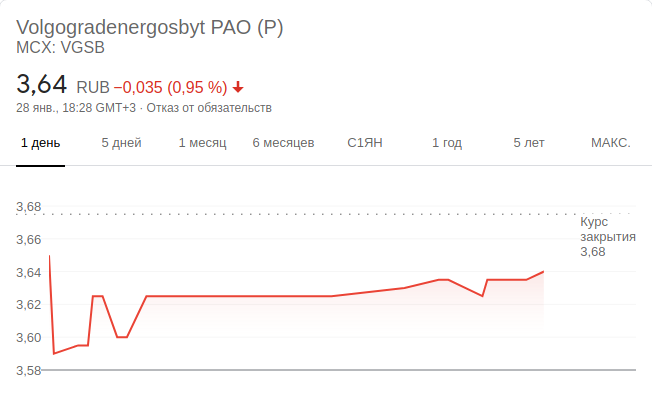 Volgogradenergosbyt PAO (P)
MCX: VGSB
3,64 RUB −0,035 (0,95 %)
28 янв., 18:28 GMT+3 · Отказ от обязательств
1 день 5 дней 1 месяц 6 месяцев С1ЯН 1 год 5 лет МАКС.
3,68
3,66
3,64
3,62
3,60
3,58
Курс
закрытия
3,68